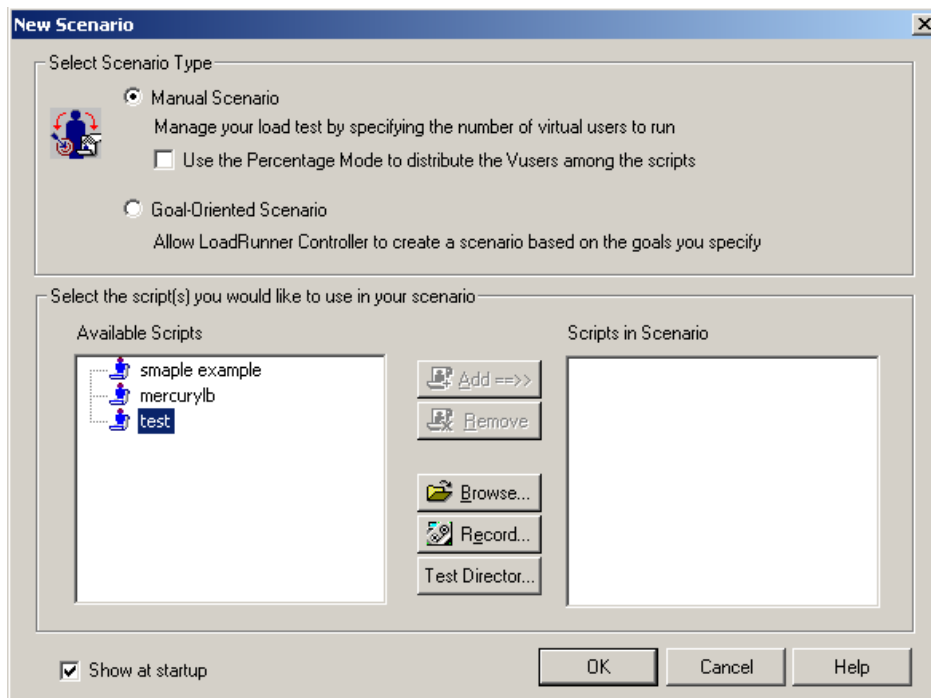 New Scenario
Select Scenario Type
Manual Scenario
Manage your load test by specifying the number of virtual users to run
Use the Percentage Mode to distribute the Vusers among the scripts
Goal-Oriented Scenario
Allow LoadRunner Controller to create a scenario based on the goals you specify
Select the script(s) you would like to use in your scenario
Available Scripts
Scripts in Scenario
smaple example
mercurylb
test
Add ==>>
Remove
Browse...
Record...
Test Director...
Show at startup
OK
Cancel
Help